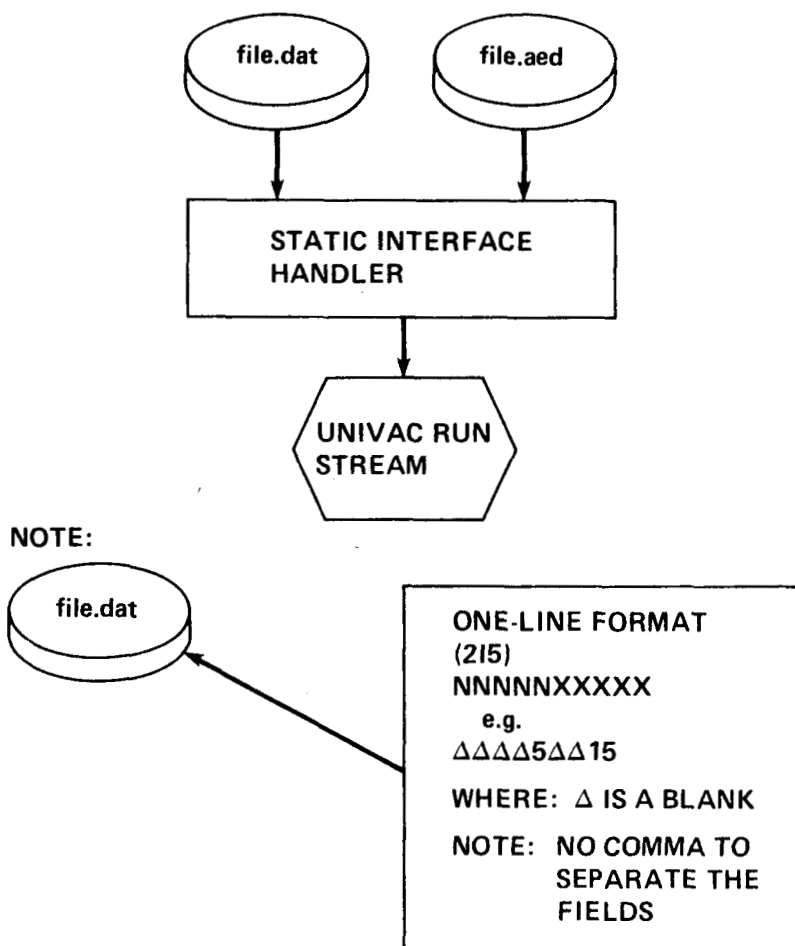 file.dat
file.aed
STATIC INTERFACE
HANDLER
UNIVAC RUN
STREAM
NOTE:
file.dat
ONE-LINE FORMAT
(2I5)
NNNNNXXXXX
e.g.
ΔΔΔΔ5ΔΔ15
WHERE: Δ IS A BLANK
NOTE: NO COMMA TO
SEPARATE THE
FIELDS